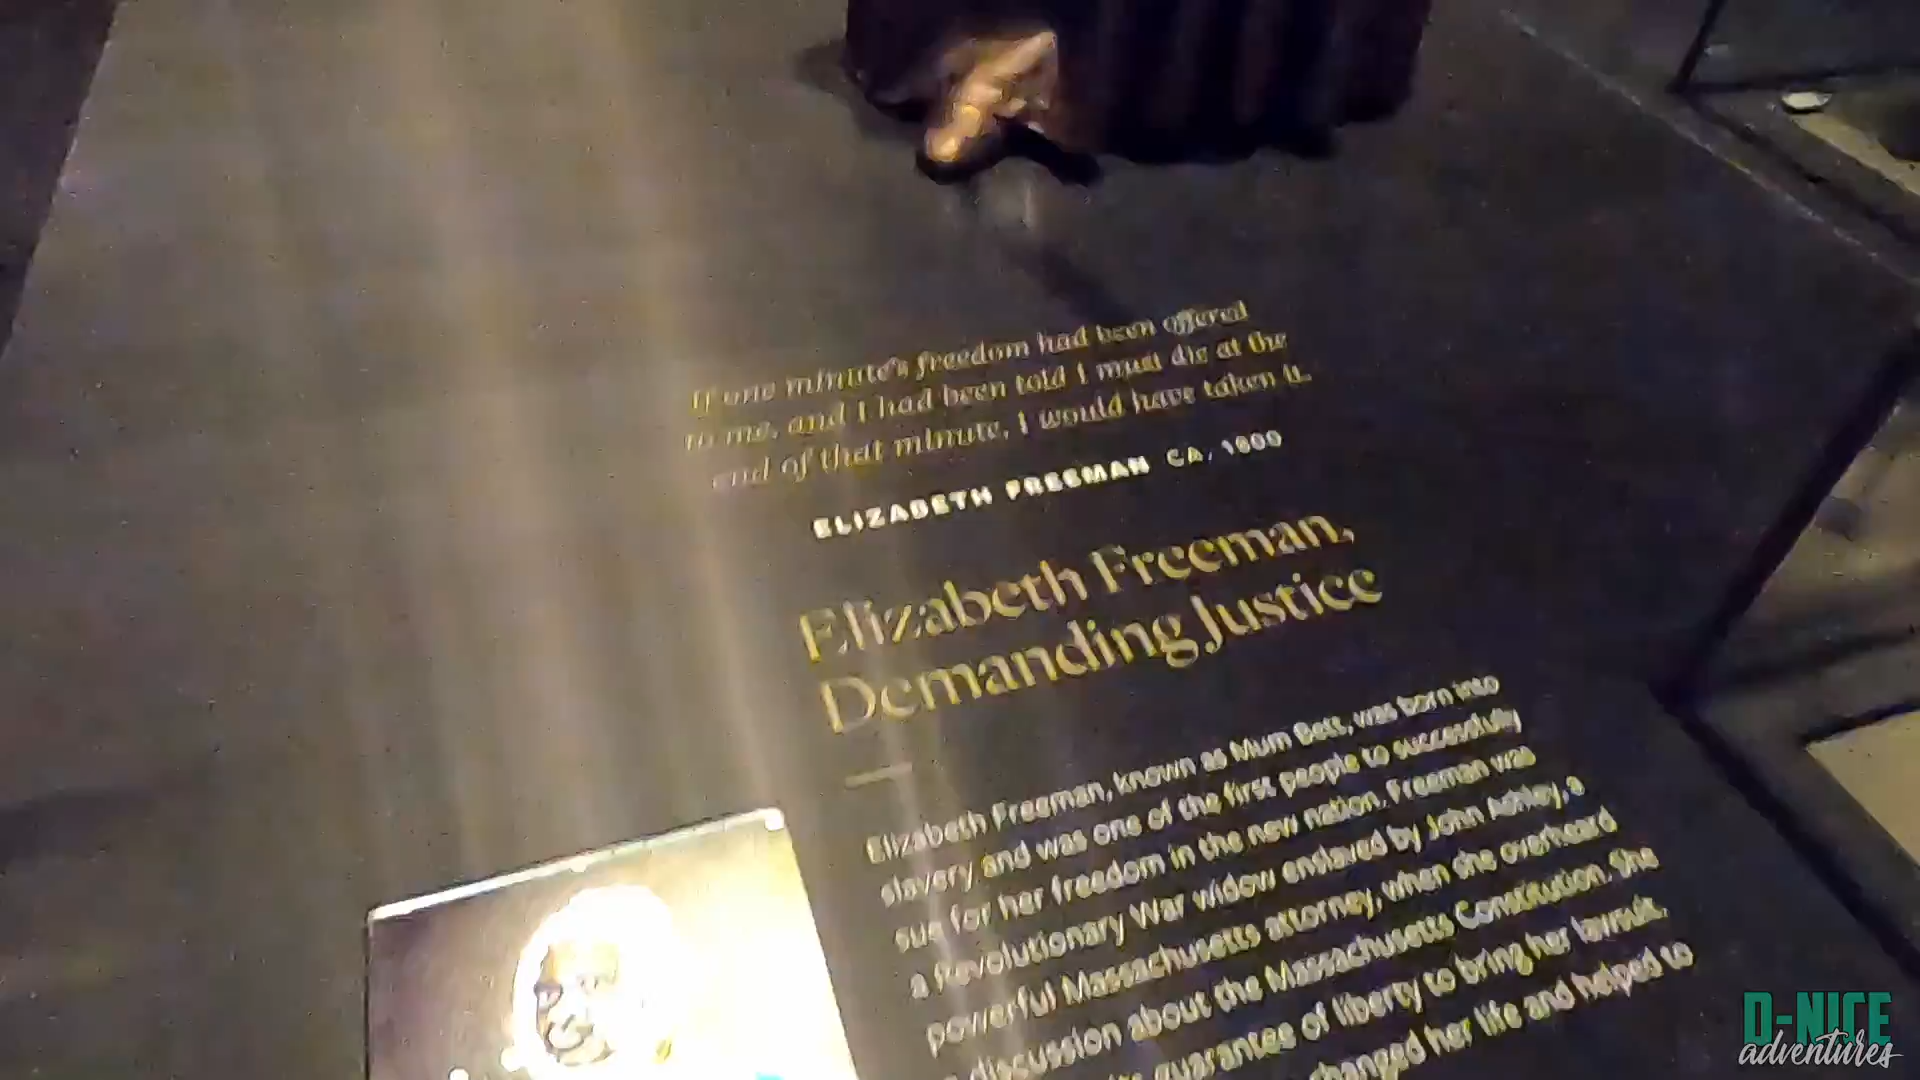 If one minute's freedom had been offered
to me, and I had been told I must die at the
end of that minute, I would have taken it.
ELIZABETH FREEMAN CA. 1800
Elizabeth Freeman,
Demanding Justice
Elizabeth Freeman, known as Mum Bett, was born into
slavery and was one of the first people to successfully
sue for her freedom in the new nation. Freeman was
a Revolutionary War widow enslaved by John Ashley, a
powerful Massachusetts attorney, when she overheard
discussion about the Massachusetts Constitution. She
guarantee of liberty to bring her lawsuit.
changed her life and helped to
D-NICE
adventures